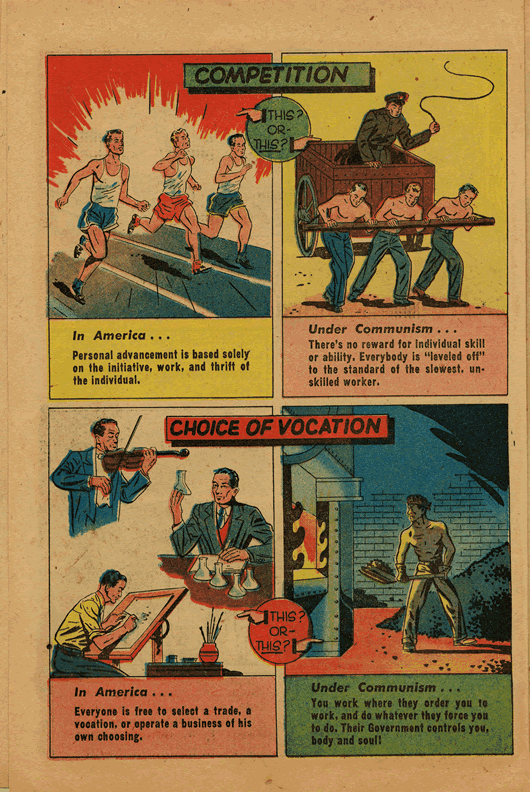 COMPETITION
THIS?
OR-
THIS?
In America . . .
Personal advancement is based solely
on the initiative, work, and thrift of
the individual.
Under Communism . . .
There's no reward for individual skill
or ability. Everybody is "leveled off"
to the standard of the slowest, un-
skilled worker.
CHOICE OF VOCATION
THIS?
OR-
THIS?
In America . . .
Everyone is free to select a trade, a
vocation, or operate a business of his
own choosing.
Under Communism . . .
You work where they order you to
work, and do whatever they force you
to do. Their Government controls you,
body and soul!